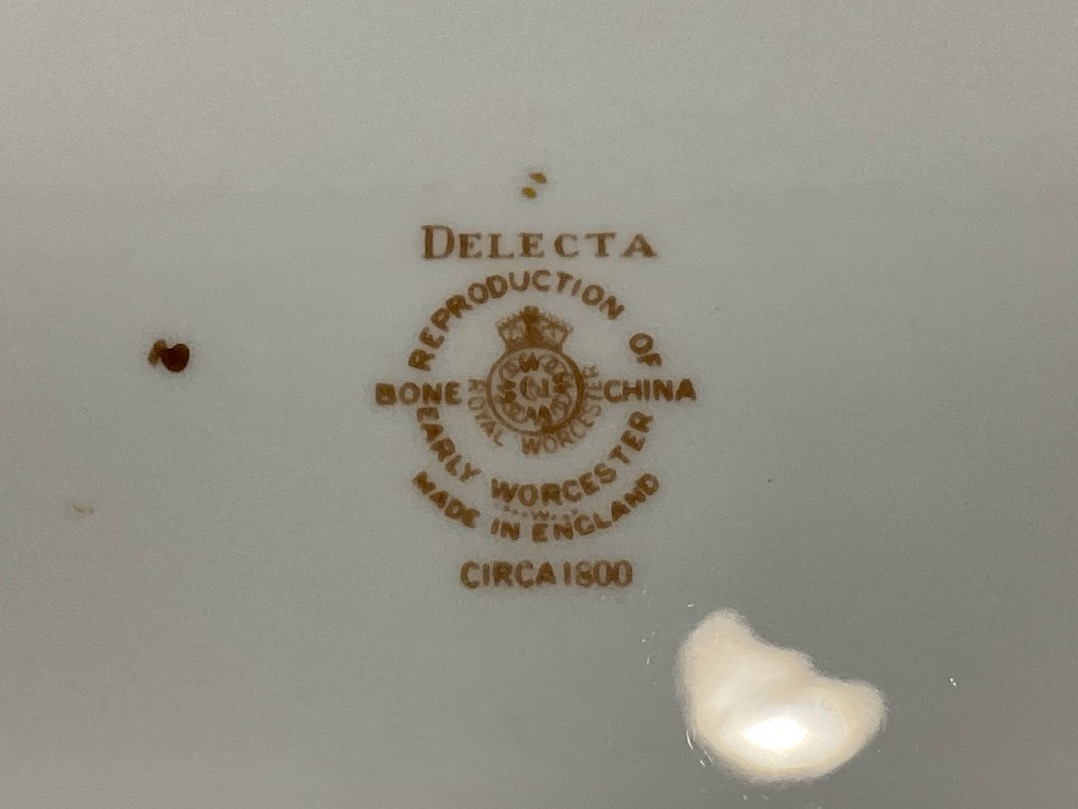 DELECTA
REPRODUCTION OF
BONE CHINA
ROYAL WORCESTER
EARLY WORCESTER
MADE IN ENGLAND
CIRCA 1800